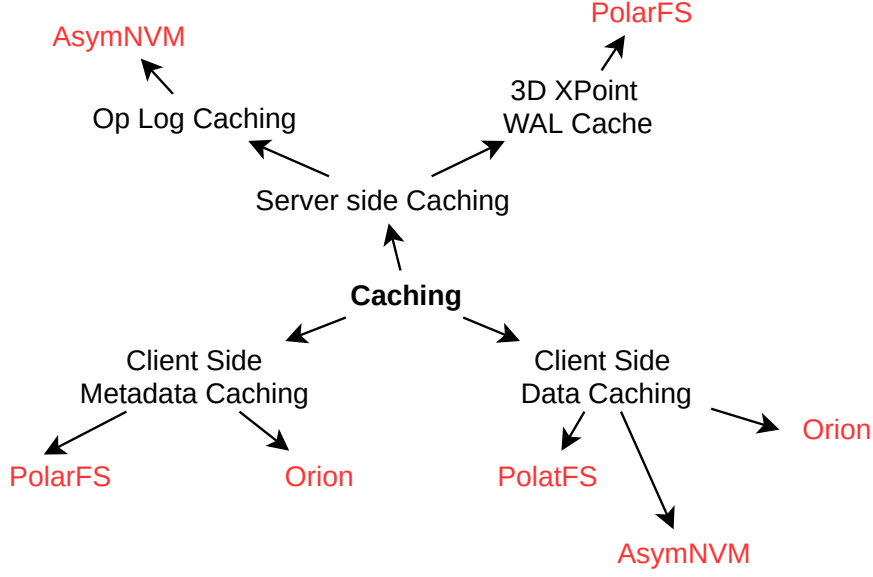 PolarFS
AsymNVM
3D XPoint
WAL Cache
Op Log Caching
Server side Caching
Caching
Client Side
Metadata Caching
Client Side
Data Caching
Orion
PolarFS
Orion
PolatFS
AsymNVM